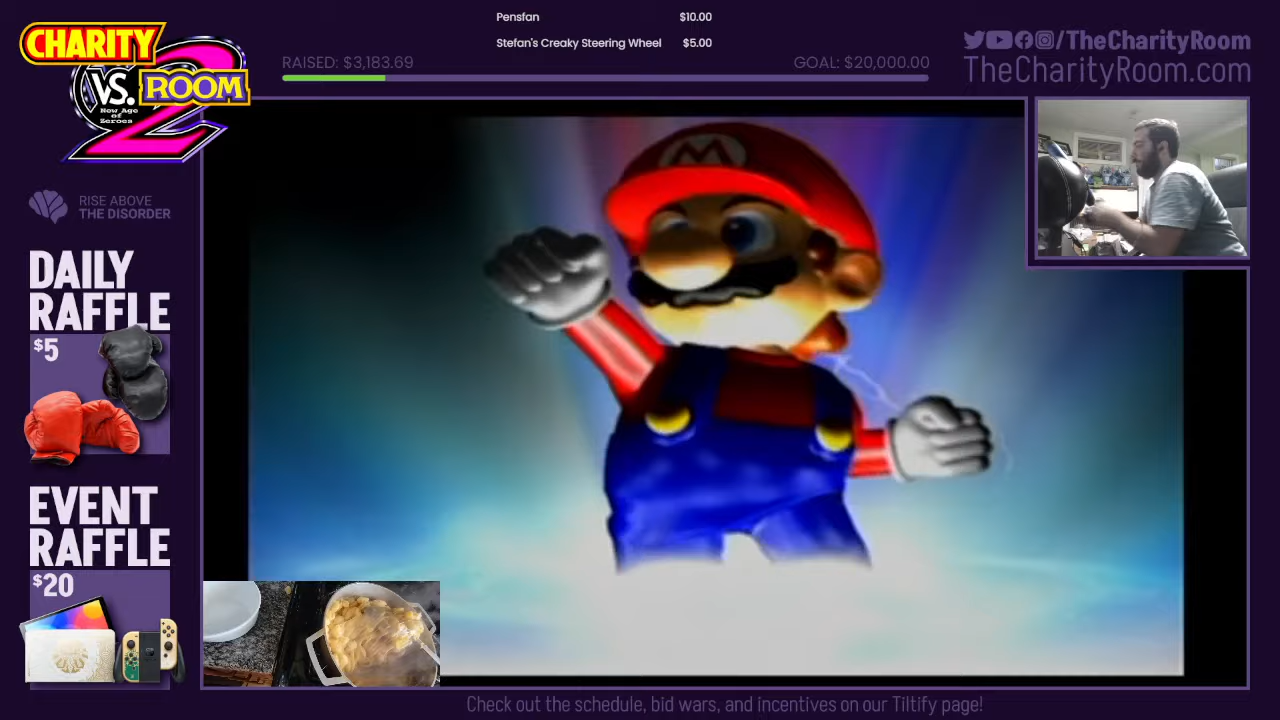 CHARITY
VS. ROOM
2
New Age
of
Zeroes
Pensfan $10.00
Stefan's Creaky Steering Wheel $5.00
RAISED: $3,183.69 GOAL: $20,000.00
/TheCharityRoom
TheCharityRoom.com
RISE ABOVE
THE DISORDER
DAILY
RAFFLE
$5
EVENT
RAFFLE
$20
M
Check out the schedule, bid wars, and incentives on our Tiltify page!